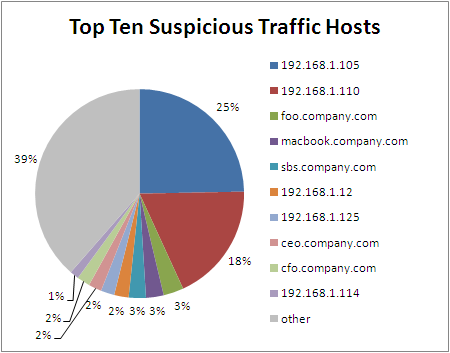 Top Ten Suspicious Traffic Hosts
192.168.1.105
192.168.1.110
foo.company.com
macbook.company.com
sbs.company.com
192.168.1.12
192.168.1.125
ceo.company.com
cfo.company.com
192.168.1.114
other
25%
18%
3%
3%
3%
2%
2%
2%
2%
1%
39%